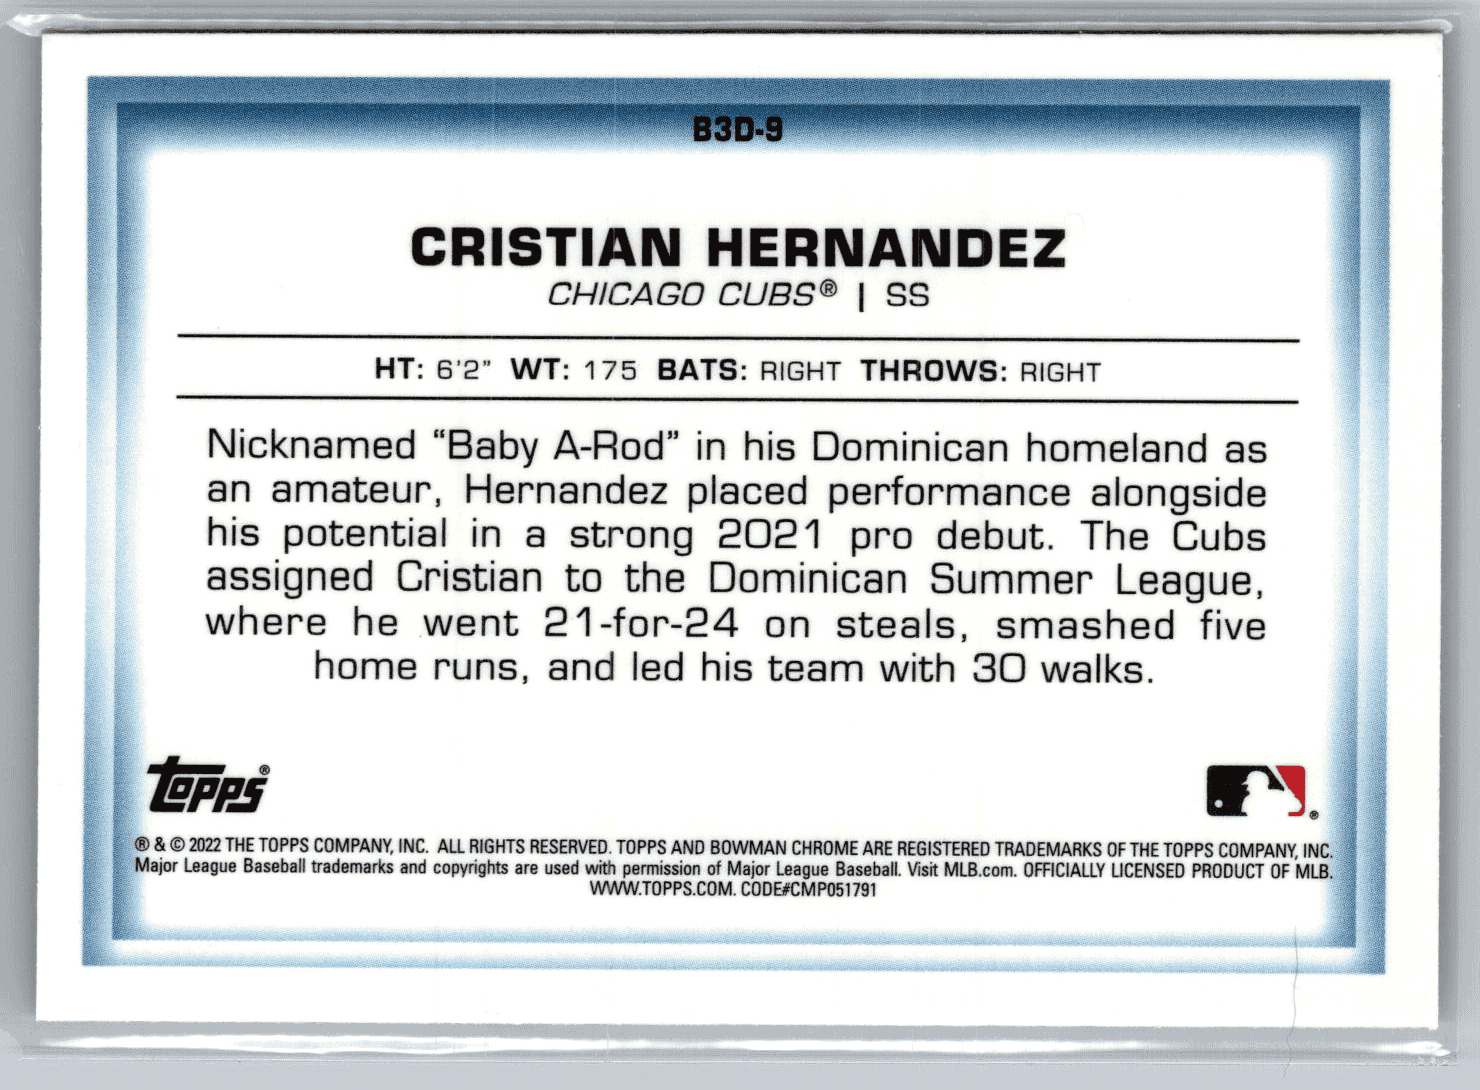 B3D-9
CRISTIAN HERNANDEZ
CHICAGO CUBS® | SS
HT: 6'2" WT: 175 BATS: RIGHT THROWS: RIGHT
Nicknamed “Baby A-Rod” in his Dominican homeland as
an amateur, Hernandez placed performance alongside
his potential in a strong 2021 pro debut. The Cubs
assigned Cristian to the Dominican Summer League,
where he went 21-for-24 on steals, smashed five
home runs, and led his team with 30 walks.
Topps®
®
® & © 2022 THE TOPPS COMPANY, INC. ALL RIGHTS RESERVED. TOPPS AND BOWMAN CHROME ARE REGISTERED TRADEMARKS OF THE TOPPS COMPANY, INC.
Major League Baseball trademarks and copyrights are used with permission of Major League Baseball. Visit MLB.com. OFFICIALLY LICENSED PRODUCT OF MLB.
WWW.TOPPS.COM. CODE#CMP051791